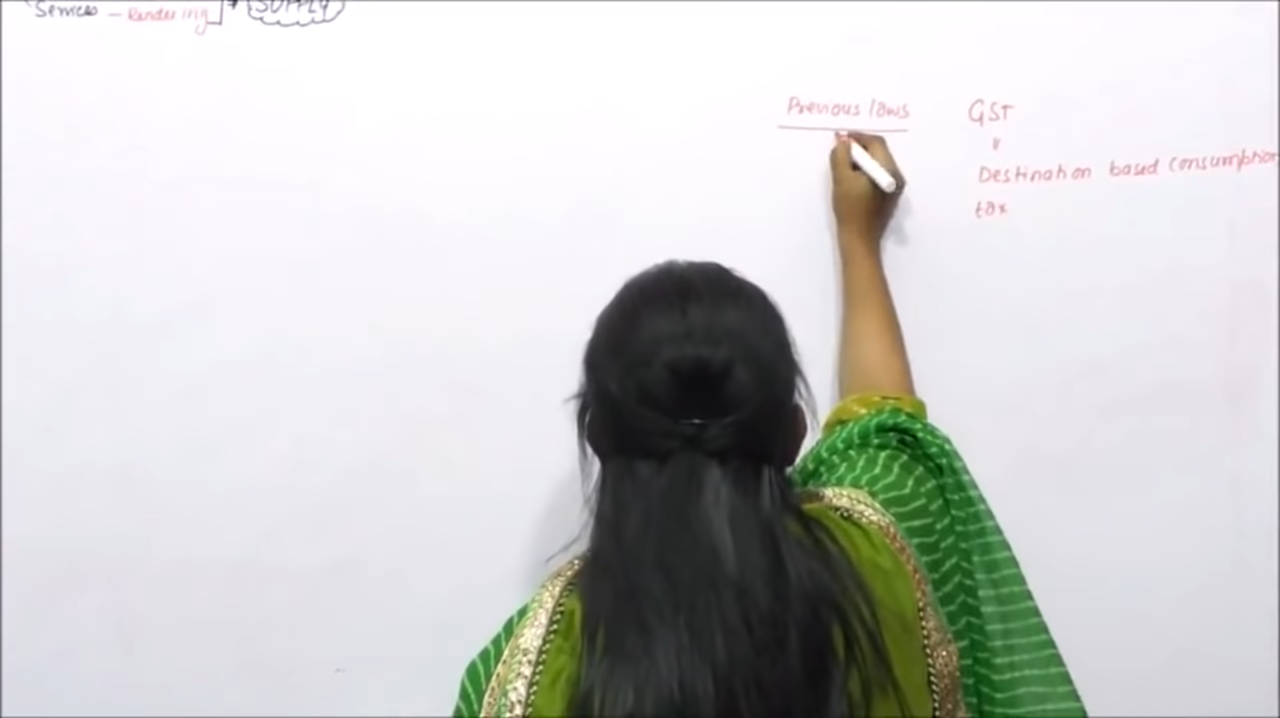 Services - Rendering
SUPPLY
Previous laws
GST
Destination based consumption
tax